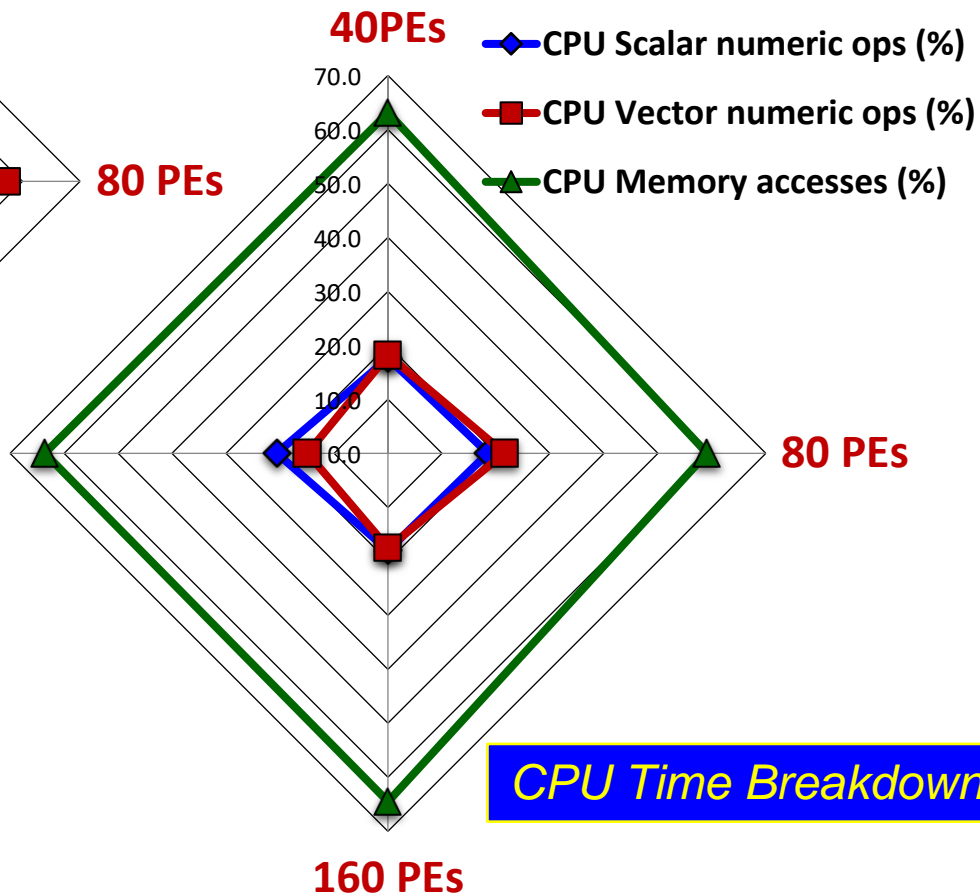 40PEs
CPU Scalar numeric ops (%)
CPU Vector numeric ops (%)
CPU Memory accesses (%)
70.0
60.0
50.0
40.0
30.0
20.0
10.0
0.0
80 PEs
80 PEs
160 PEs
CPU Time Breakdown